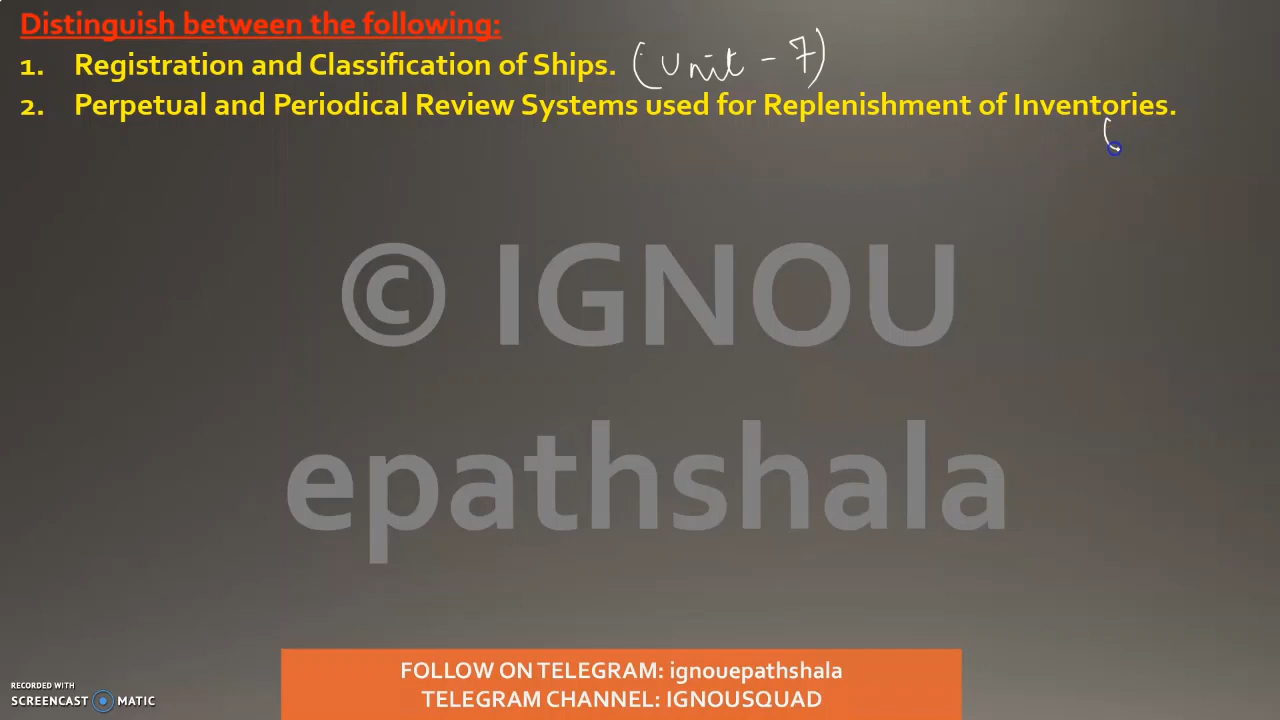 Distinguish between the following:
1. Registration and Classification of Ships. (Unit - 7)
2. Perpetual and Periodical Review Systems used for Replenishment of Inventories.
© IGNOU
epathshala
FOLLOW ON TELEGRAM: ignouepathshala
TELEGRAM CHANNEL: IGNOUSQUAD
RECORDED WITH
SCREENCAST MATIC